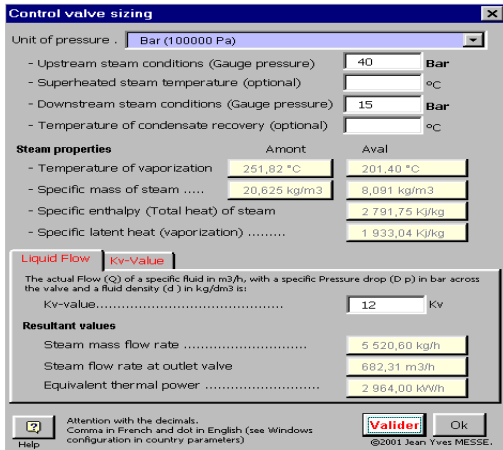 Control valve sizing
Unit of pressure . Bar (100000 Pa)
- Upstream steam conditions (Gauge pressure) 40 Bar
- Superheated steam temperature (optional) °C
- Downstream steam conditions (Gauge pressure) 15 Bar
- Temperature of condensate recovery (optional) °C
Steam properties Amont Aval
- Temperature of vaporization 251,82 °C 201,40 °C
- Specific mass of steam ..... 20,625 kg/m3 8,091 kg/m3
- Specific enthalpy (Total heat) of steam 2 791,75 Kj/kg
- Specific latent heat (vaporization) ......... 1 933,04 Kj/kg
Liquid Flow Kv-Value
The actual Flow (Q) of a specific fluid in m3/h, with a specific Pressure drop (D p) in bar across
the valve and a fluid density (d ) in kg/dm3 is:
Kv-value............................................ 12 Kv
Resultant values
Steam mass flow rate .............................. 5 520,60 kg/h
Steam flow rate at outlet valve 682,31 m3/h
Equivalent thermal power ........................ 2 964,00 kW/h
Help
Attention with the decimals.
Comma in French and dot in English (see Windows
configuration in country parameters)
Valider Ok
©2001 Jean Yves MESSE.